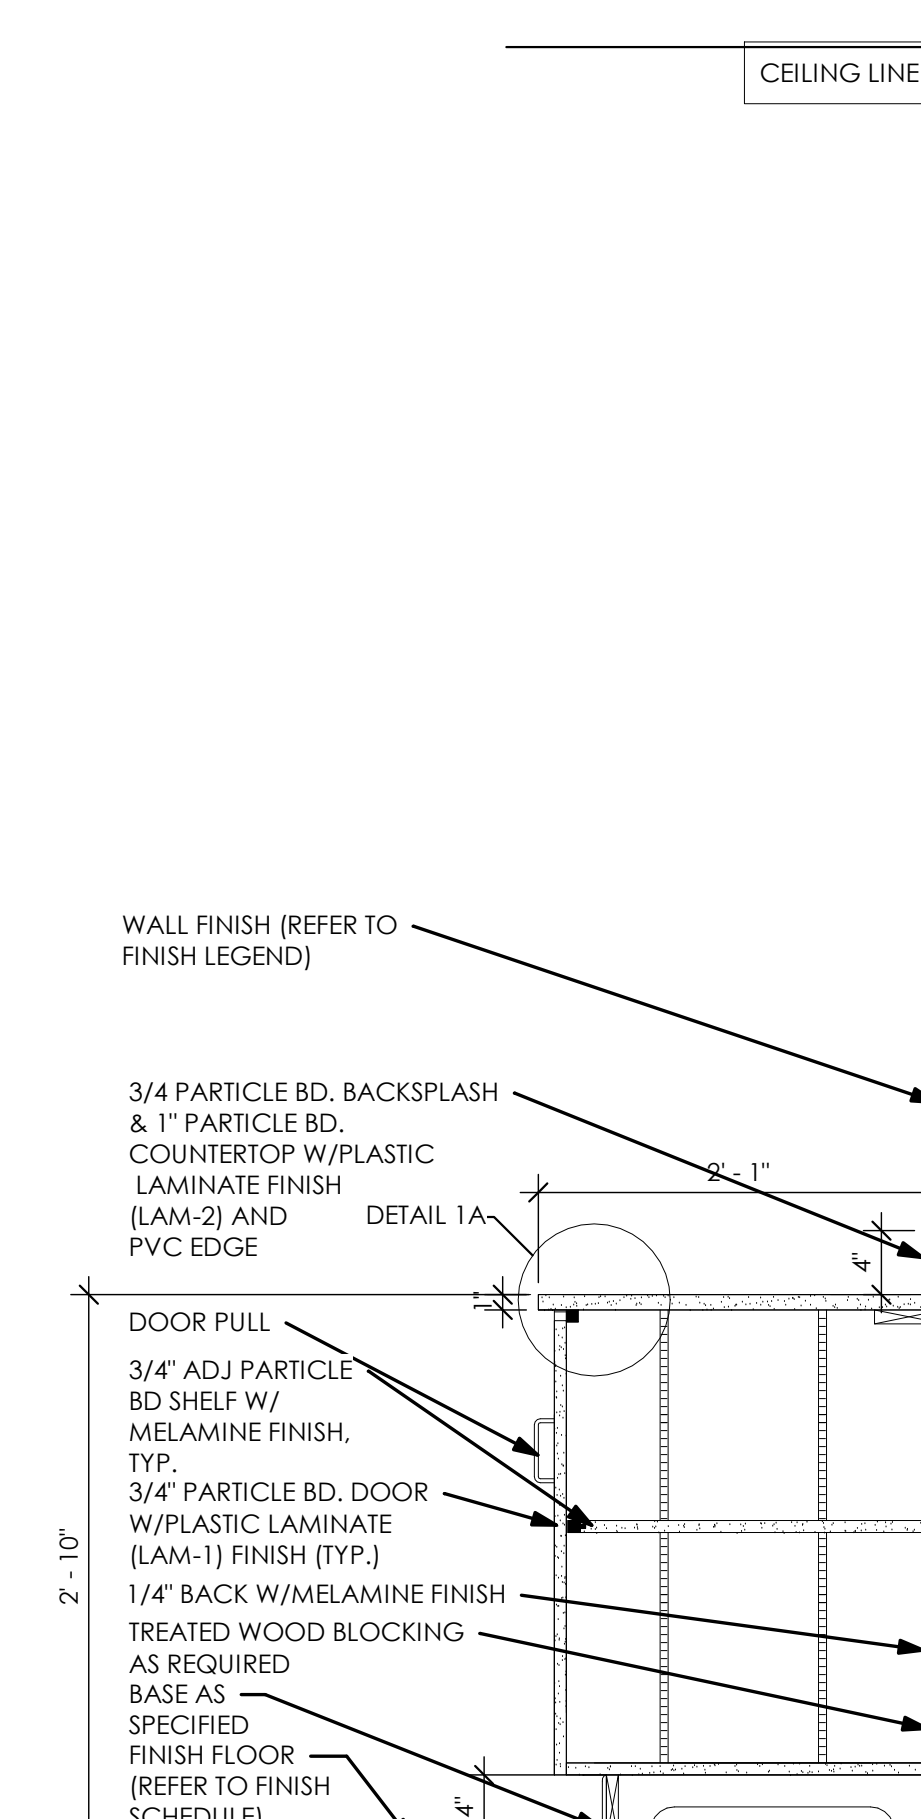 CEILING LINE
WALL FINISH (REFER TO
FINISH LEGEND)
3/4 PARTICLE BD. BACKSPLASH
& 1" PARTICLE BD.
COUNTERTOP W/PLASTIC
LAMINATE FINISH
(LAM-2) AND
PVC EDGE
DETAIL 1A
2' - 1"
4"
1"
DOOR PULL
3/4" ADJ PARTICLE
BD SHELF W/
MELAMINE FINISH,
TYP.
3/4" PARTICLE BD. DOOR
W/PLASTIC LAMINATE
(LAM-1) FINISH (TYP.)
2' - 10"
1/4" BACK W/MELAMINE FINISH
TREATED WOOD BLOCKING
AS REQUIRED
BASE AS
SPECIFIED
FINISH FLOOR
(REFER TO FINISH
SCHEDULE)
4"